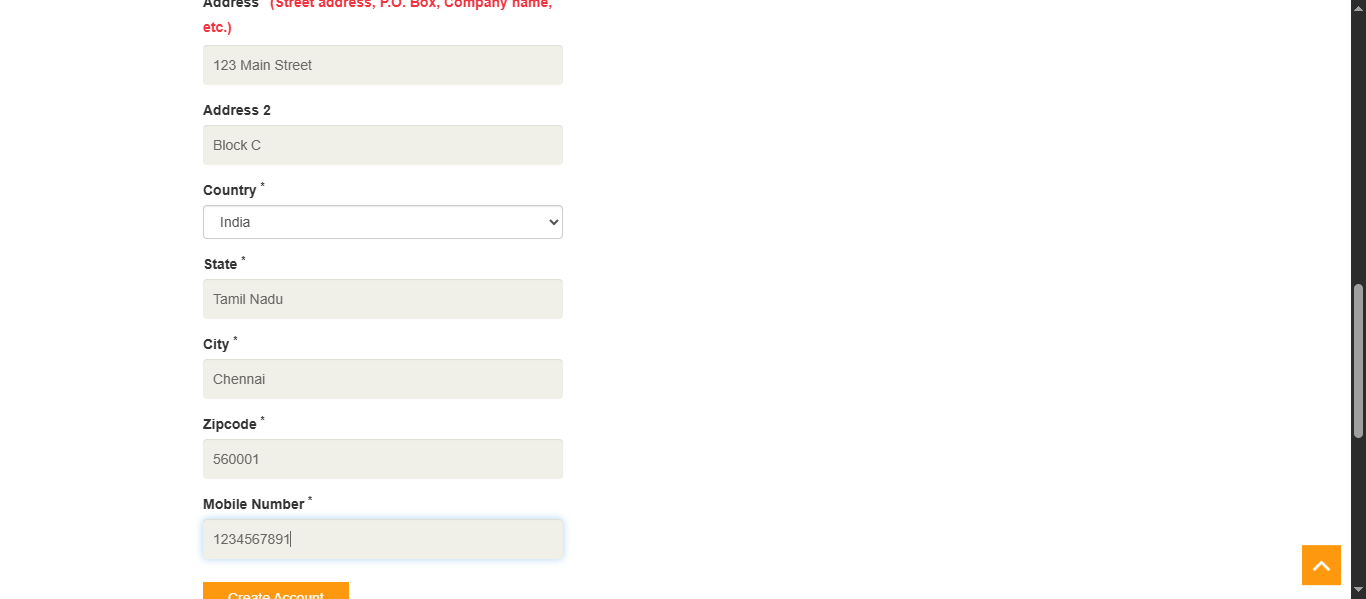 Address * (Street address, P.O. Box, Company name,
etc.)
123 Main Street
Address 2
Block C
Country *
India
State *
Tamil Nadu
City *
Chennai
Zipcode *
560001
Mobile Number *
1234567891
Create Account